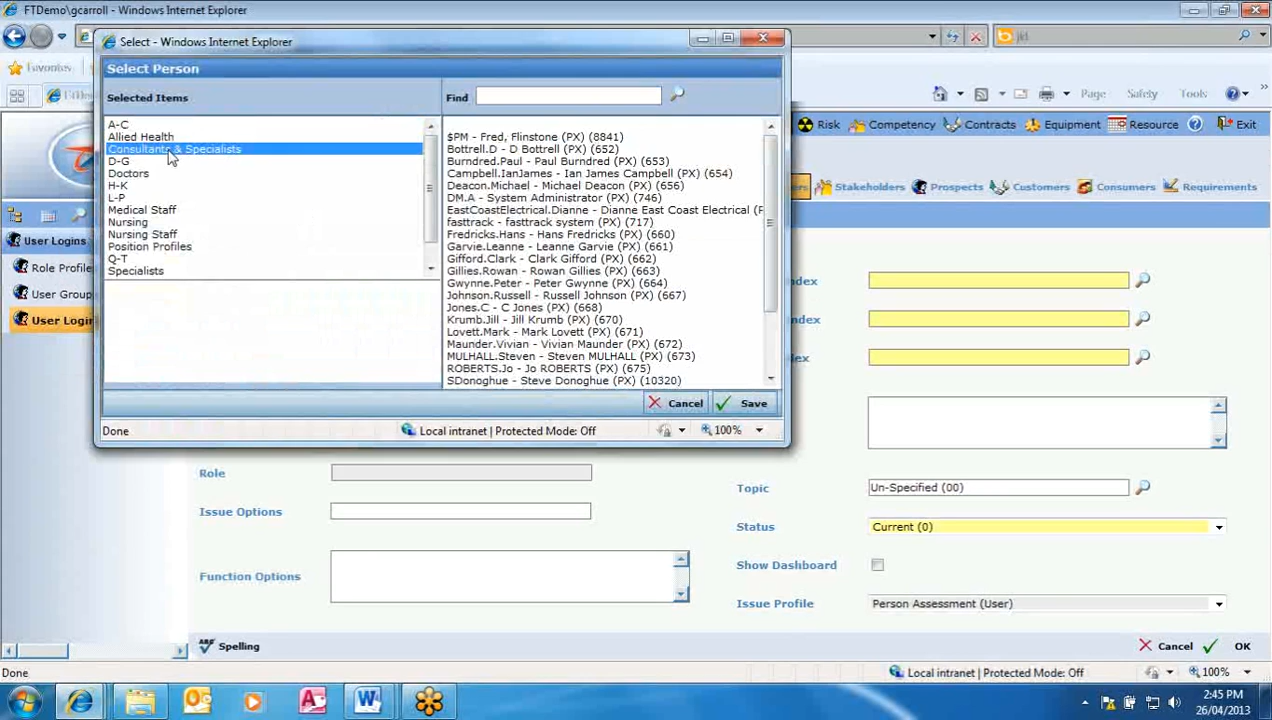 FTDemo\gcarroll - Windows Internet Explorer
jkl
Favorites
Select - Windows Internet Explorer
Select Person
Selected Items
Find
A-C
Allied Health
Consultants & Specialists
D-G
Doctors
H-K
L-P
Medical Staff
Nursing
Nursing Staff
Position Profiles
Q-T
Specialists
$PM - Fred, Flinstone (PX) (8841)
Bottrell.D - D Bottrell (PX) (652)
Burndred.Paul - Paul Burndred (PX) (653)
Campbell.IanJames - Ian James Campbell (PX) (654)
Deacon.Michael - Michael Deacon (PX) (656)
DM.A - System Administrator (PX) (746)
EastCoastElectrical.Dianne - Dianne East Coast Electrical (PX) (
fasttrack - fasttrack system (PX) (717)
Fredricks.Hans - Hans Fredricks (PX) (660)
Garvie.Leanne - Leanne Garvie (PX) (661)
Gifford.Clark - Clark Gifford (PX) (662)
Gillies.Rowan - Rowan Gillies (PX) (663)
Gwynne.Peter - Peter Gwynne (PX) (664)
Johnson.Russell - Russell Johnson (PX) (667)
Jones.C - C Jones (PX) (668)
Krumb.Jill - Jill Krumb (PX) (670)
Lovett.Mark - Mark Lovett (PX) (671)
Maunder.Vivian - Vivian Maunder (PX) (672)
MULHALL.Steven - Steven MULHALL (PX) (673)
ROBERTS.Jo - Jo ROBERTS (PX) (675)
SDonoghue - Steve Donoghue (PX) (10320)
Cancel
Save
Done
Local intranet | Protected Mode: Off
100%
Page
Safety
Tools
Risk
Competency
Contracts
Equipment
Resource
Exit
Stakeholders
Prospects
Customers
Consumers
Requirements
User Logins
Role Profile
User Group
User Login
Role
Issue Options
Function Options
Topic
Un-Specified (00)
Status
Current (0)
Show Dashboard
Issue Profile
Person Assessment (User)
ABC
Spelling
Cancel
OK
Done
Local intranet | Protected Mode: Off
100%
2:45 PM
26/04/2013